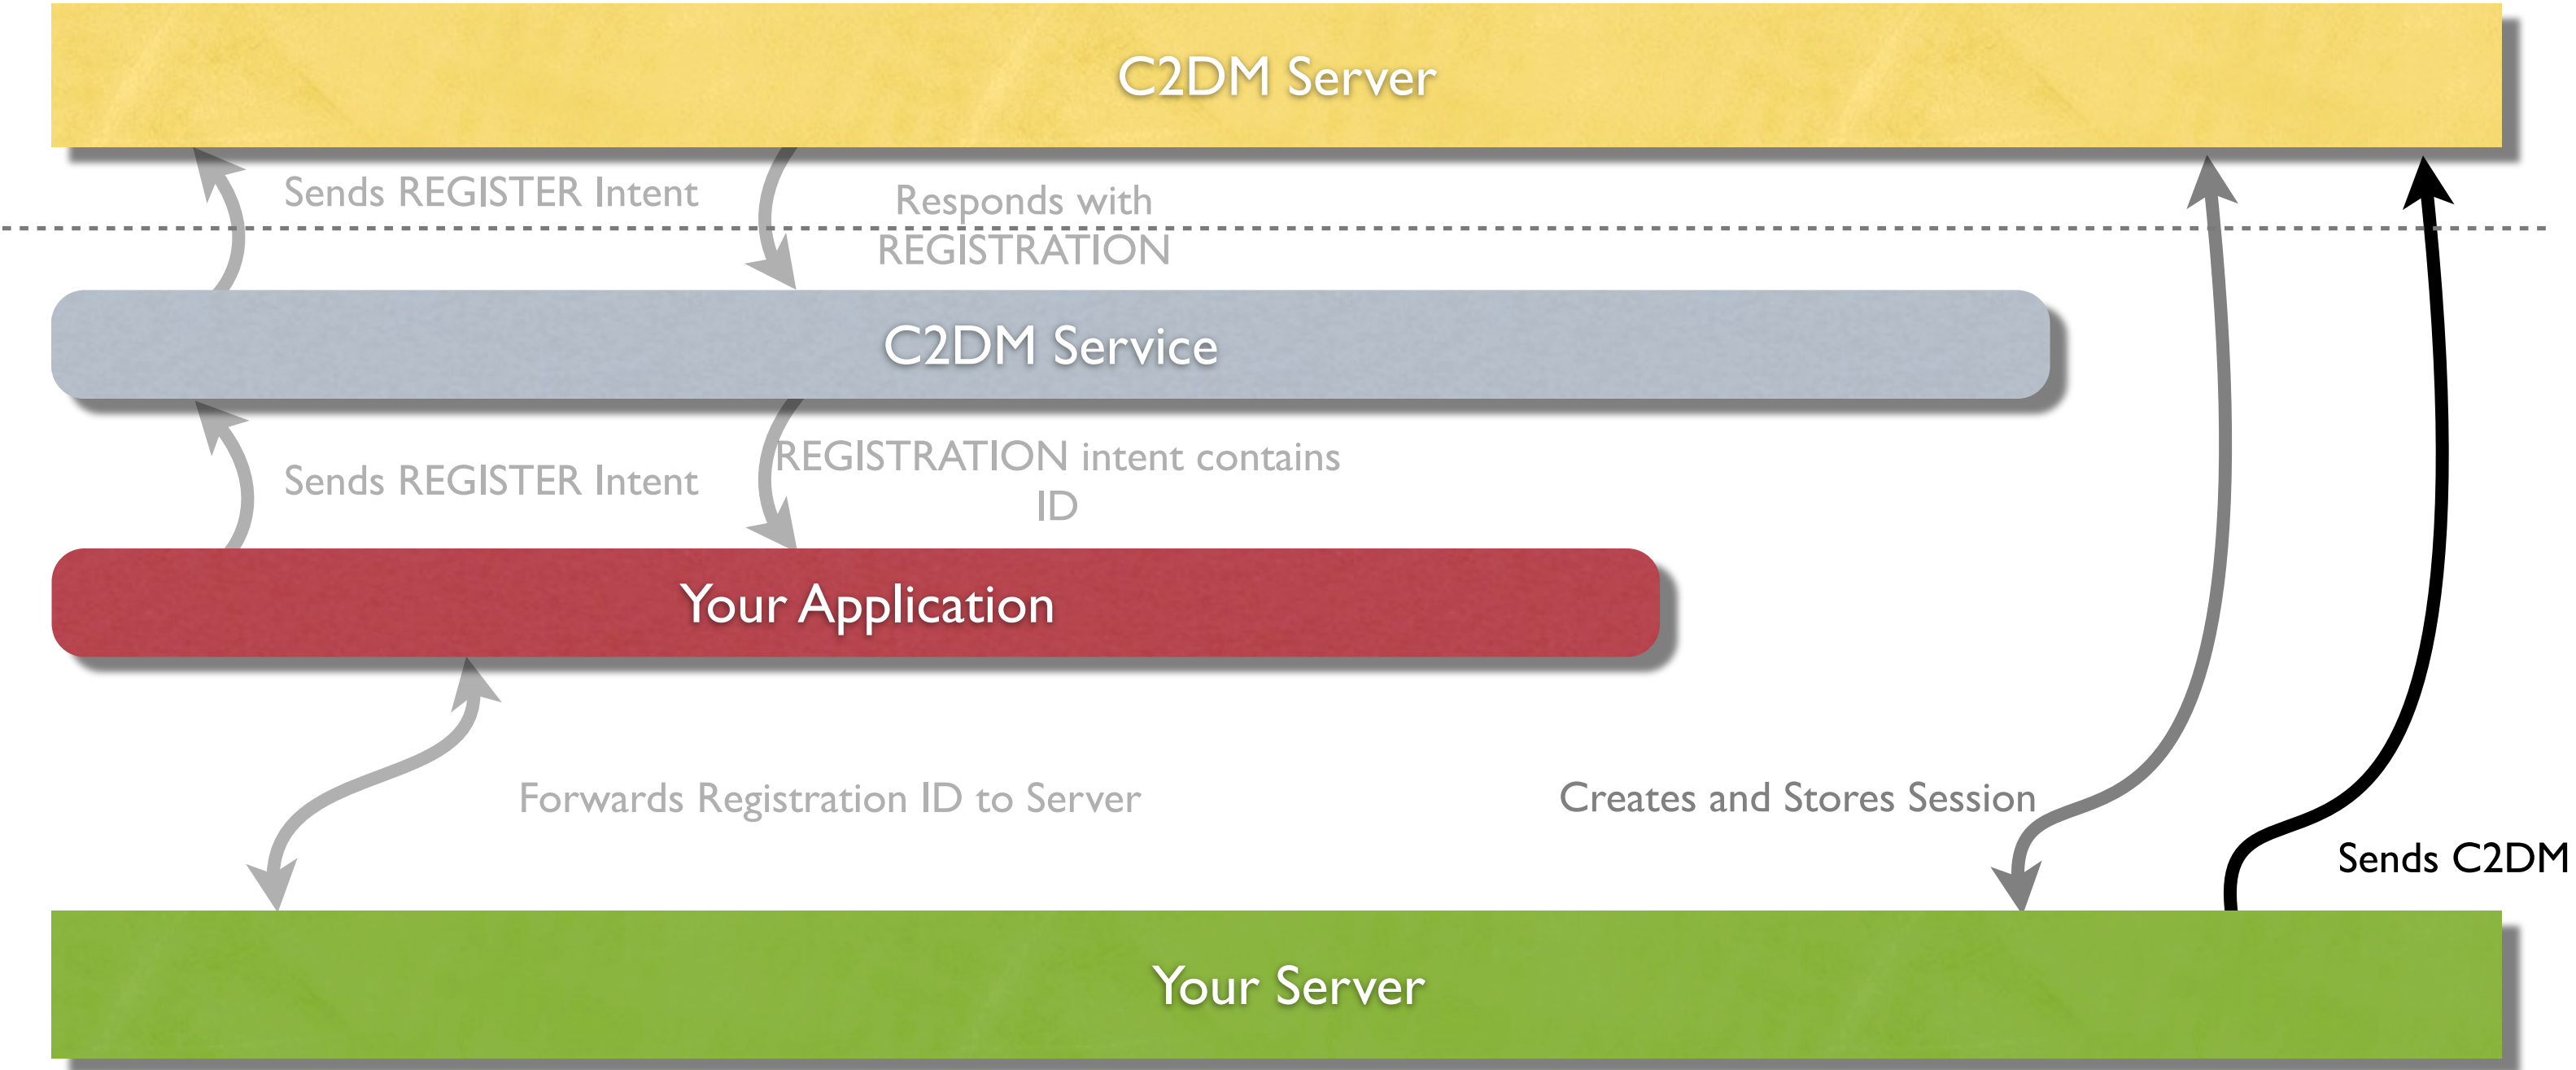 C2DM Server
Sends REGISTER Intent
Responds with
REGISTRATION
C2DM Service
Sends REGISTER Intent
REGISTRATION intent contains
ID
Your Application
Forwards Registration ID to Server
Creates and Stores Session
Sends C2DM
Your Server